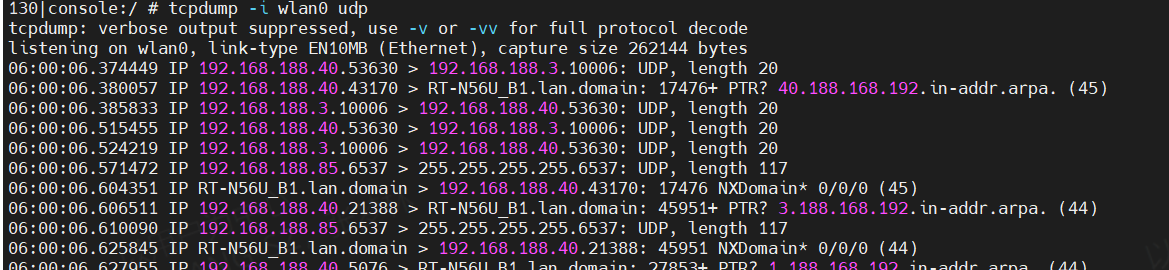 130|console:/ # tcpdump -i wlan0 udp
tcpdump: verbose output suppressed, use -v or -vv for full protocol decode
listening on wlan0, link-type EN10MB (Ethernet), capture size 262144 bytes
06:00:06.374449 IP 192.168.188.40.53630 > 192.168.188.3.10006: UDP, length 20
06:00:06.380057 IP 192.168.188.40.43170 > RT-N56U_B1.lan.domain: 17476+ PTR? 40.188.168.192.in-addr.arpa. (45)
06:00:06.385833 IP 192.168.188.3.10006 > 192.168.188.40.53630: UDP, length 20
06:00:06.515455 IP 192.168.188.40.53630 > 192.168.188.3.10006: UDP, length 20
06:00:06.524219 IP 192.168.188.3.10006 > 192.168.188.40.53630: UDP, length 20
06:00:06.571472 IP 192.168.188.85.6537 > 255.255.255.255.6537: UDP, length 117
06:00:06.604351 IP RT-N56U_B1.lan.domain > 192.168.188.40.43170: 17476 NXDomain* 0/0/0 (45)
06:00:06.606511 IP 192.168.188.40.21388 > RT-N56U_B1.lan.domain: 45951+ PTR? 3.188.168.192.in-addr.arpa. (44)
06:00:06.610090 IP 192.168.188.85.6537 > 255.255.255.255.6537: UDP, length 117
06:00:06.625845 IP RT-N56U_B1.lan.domain > 192.168.188.40.21388: 45951 NXDomain* 0/0/0 (44)
06:00:06.627955 IP 192.168.188.40.5076 > RT-N56U_B1.lan.domain: 27853+ PTR? 1.188.168.192.in-addr.arpa. (44)